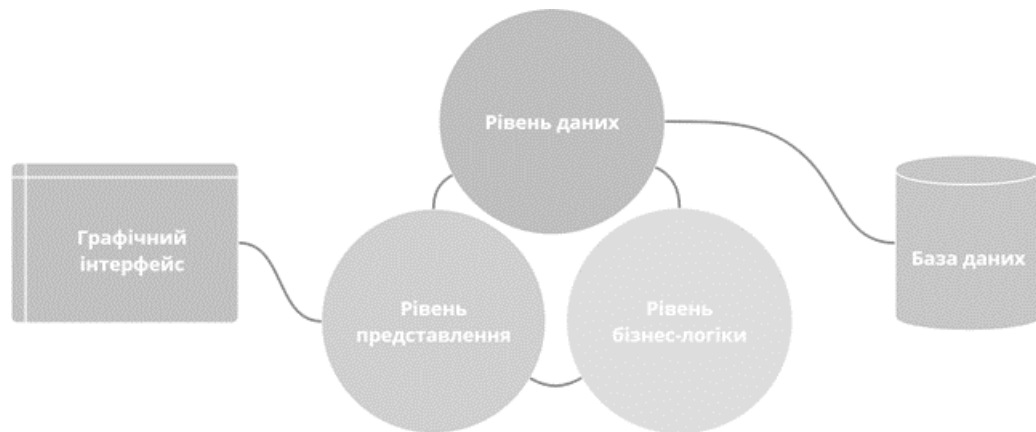 Рівень даних
Графічний
інтерфейс
База даних
Рівень
представлення
Рівень
бізнес-логіки